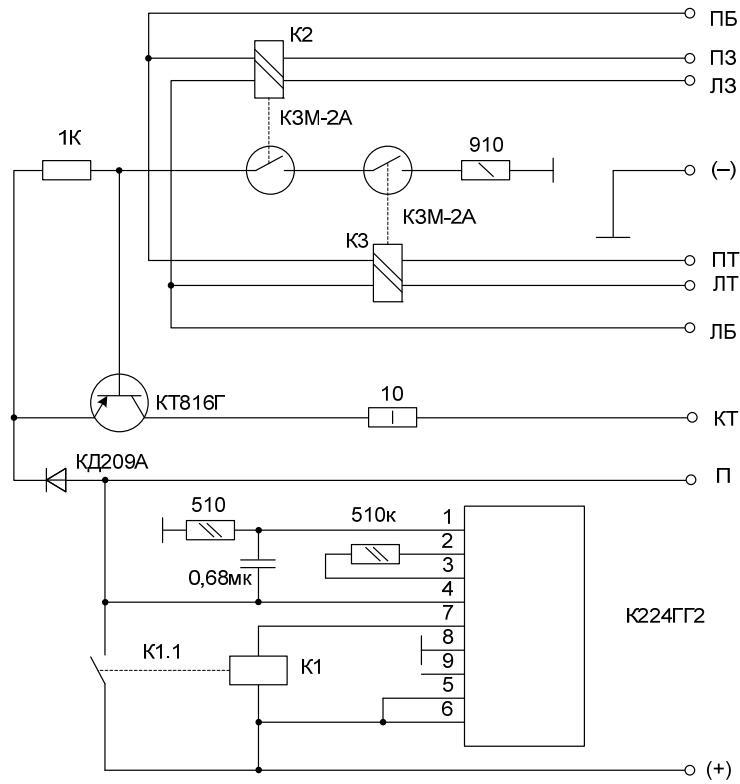 ПБ
К2
ПЗ
ЛЗ
КЗМ-2А
1К
910
(–)
КЗМ-2А
КЗ
ПТ
ЛТ
ЛБ
КТ816Г
10
КТ
КД209А
П
510
510к
1
2
3
0,68мк
4
7
К224ГГ2
8
К1.1
К1
9
5
6
(+)